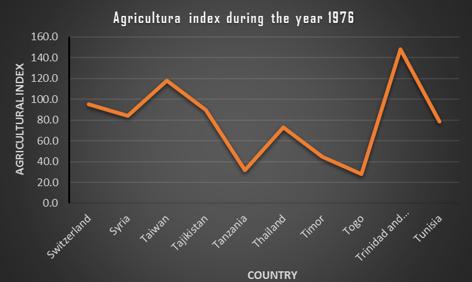 Agricultura index during the year 1976
160.0
140.0
120.0
100.0
80.0
60.0
40.0
20.0
0.0
AGRICULTURAL INDEX
Switzerland
Syria
Taiwan
Tajikistan
Tanzania
Thailand
Timor
Togo
Trinidad and...
Tunisia
COUNTRY